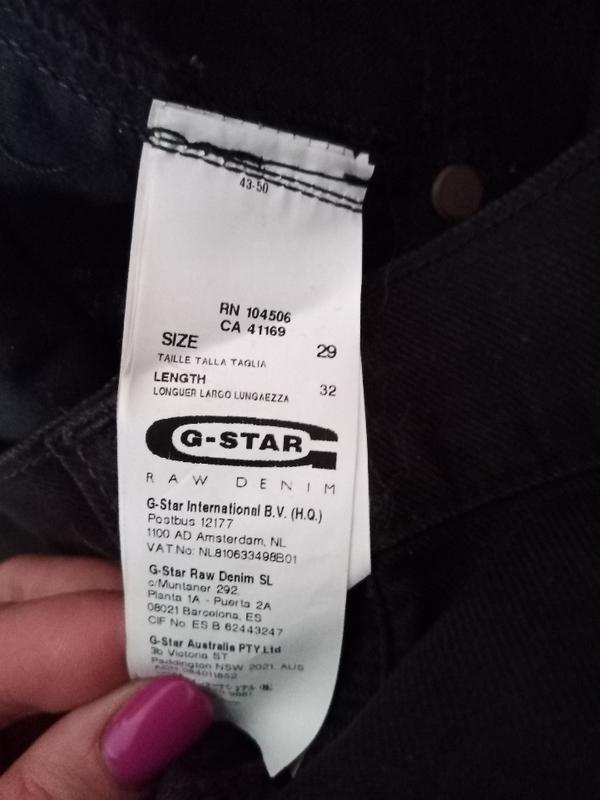 43-50
RN 104506
CA 41169
SIZE 29
TAILLE TALLA TAGLIA
LENGTH 32
LONGUER LARGO LUNGAEZZA
G-STAR
RAW DENIM
G-Star International B.V. (H.Q.)
Postbus 12177
1100 AD Amsterdam, NL
VAT No: NL810633498B01
G-Star Raw Denim SL
c/Muntaner 292
Planta 1A - Puerta 2A
08021 Barcelona, ES
CIF No ES B 62443247
G-Star Australia PTY.Ltd
3b Victoria ST
Paddington NSW 2021, AUS